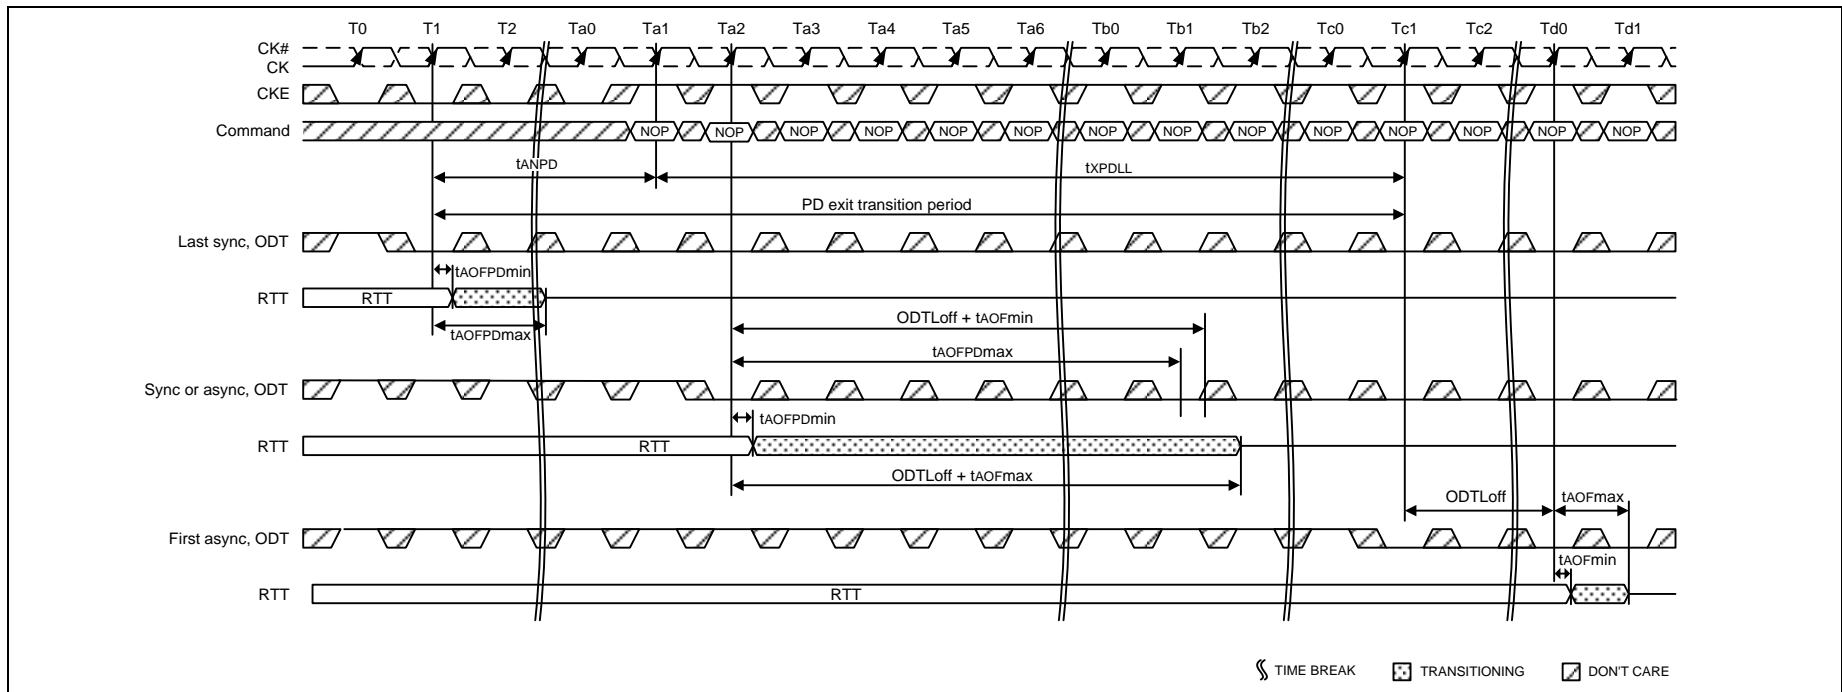 T0 T1 T2 Ta0 Ta1 Ta2 Ta3 Ta4 Ta5 Ta6 Tb0 Tb1 Tb2 Tc0 Tc1 Tc2 Td0 Td1
CK#
CK
CKE
Command NOP NOP NOP NOP NOP NOP NOP NOP NOP NOP NOP NOP NOP NOP
tANPD tXPDLL
PD exit transition period
Last sync, ODT
tAOFPDmin
RTT RTT
tAOFPDmax
ODTLoff + tAOFmin
tAOFPDmax
Sync or async, ODT
tAOFPDmin
RTT RTT
ODTLoff + tAOFmax
ODTLoff tAOFmax
First async, ODT
tAOFmin
RTT RTT
TIME BREAK TRANSITIONING DON'T CARE